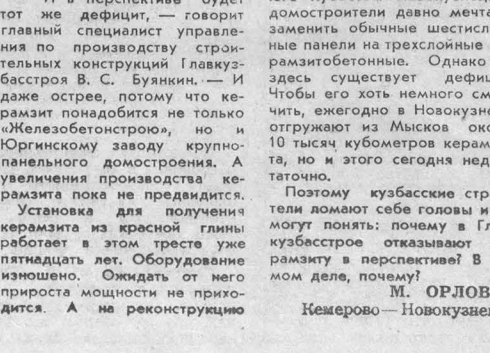 И в перспективе будет
тот же дефицит, — говорит
главный специалист управле-
ния по производству строи-
тельных конструкций Главкуз-
басстроя В. С. Буянкин. — И
даже острее, потому что ке-
рамзит понадобится не только
«Железобетонстрою», но и
Юргинскому заводу крупно-
панельного домостроения. А
увеличения производства ке-
рамзита пока не предвидится.
Установка для получения
керамзита из красной глины
работает в этом тресте уже
пятнадцать лет. Оборудование
изношено. Ожидать от него
прироста мощности не прихо-
дится. А на реконструкцию
домостроители давно мечта
заменить обычные шестисл
ные панели на трехслойные
рамзитобетонные. Однако
здесь существует дефиц
Чтобы его хоть немного см
чить, ежегодно в Новокузне
отгружают из Мысков око
10 тысяч кубометров керам
та, но и этого сегодня нед
таточно.
Поэтому кузбасские стр
тели ломают себе головы и
могут понять: почему в Гл
кузбасстрое отказывают
рамзиту в перспективе? В
мом деле, почему?
М. ОРЛОВ
Кемерово — Новокузнец